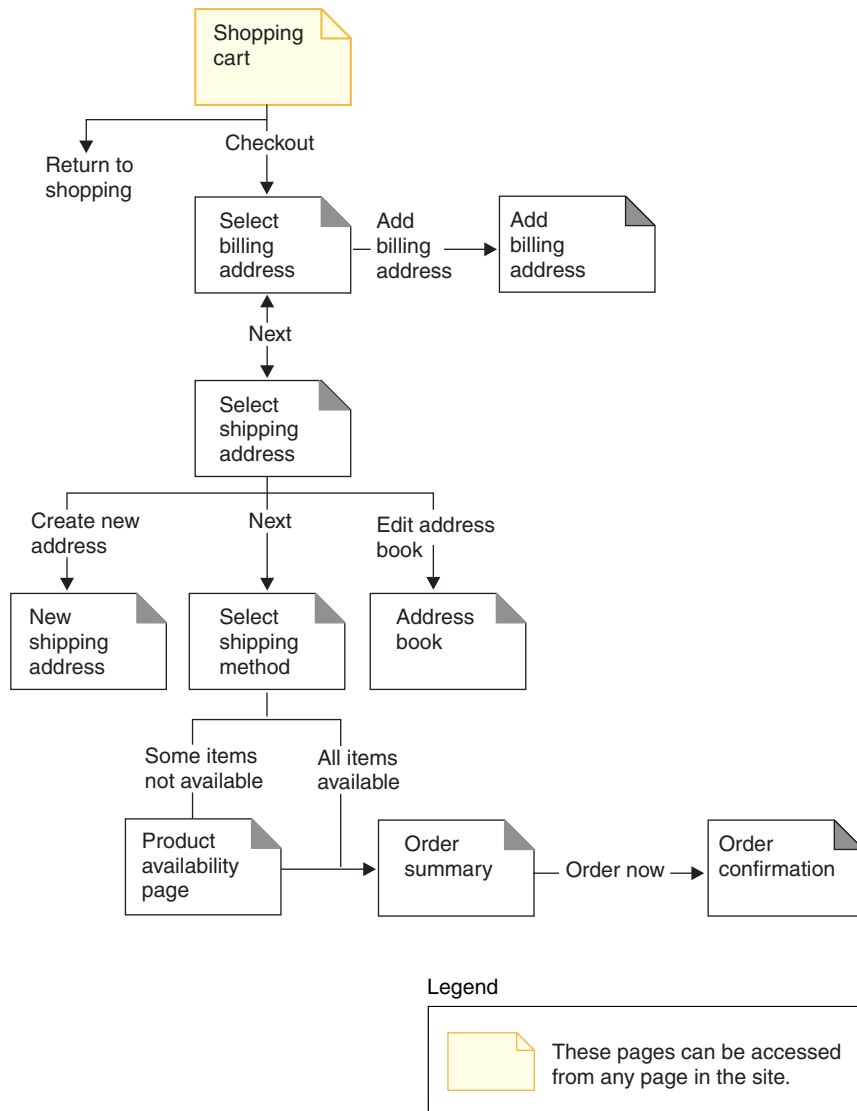 Shopping
cart
Return to
shopping
Checkout
Select
billing
address
Add
billing
address
Add
billing
address
Next
Select
shipping
address
Create new
address
Next
Edit address
book
New
shipping
address
Select
shipping
method
Address
book
Some items
not available
All items
available
Product
availability
page
Order
summary
Order now
Order
confirmation
Legend
These pages can be accessed
from any page in the site.